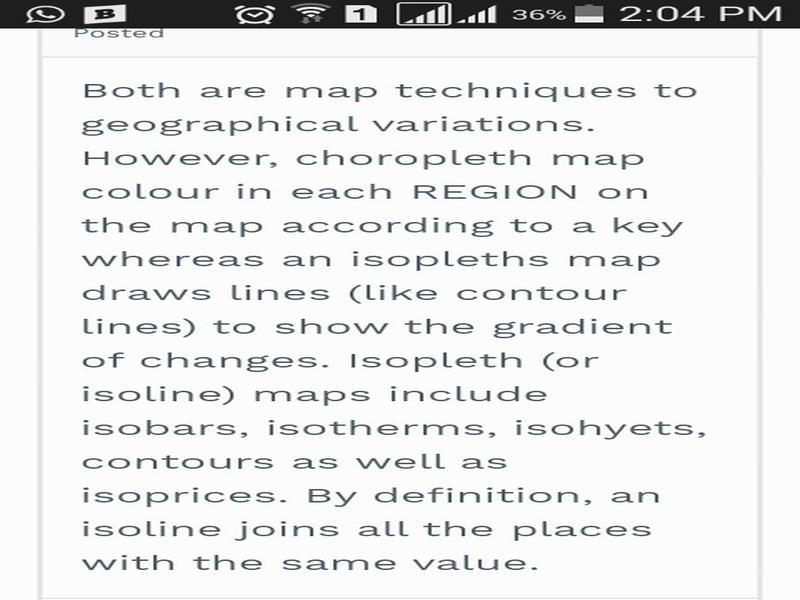 B 1 36% 2:04 PM
Posted
Both are map techniques to
geographical variations.
However, choropleth map
colour in each REGION on
the map according to a key
whereas an isopleths map
draws lines (like contour
lines) to show the gradient
of changes. Isopleth (or
isoline) maps include
isobars, isotherms, isohyets,
contours as well as
isoprices. By definition, an
isoline joins all the places
with the same value.